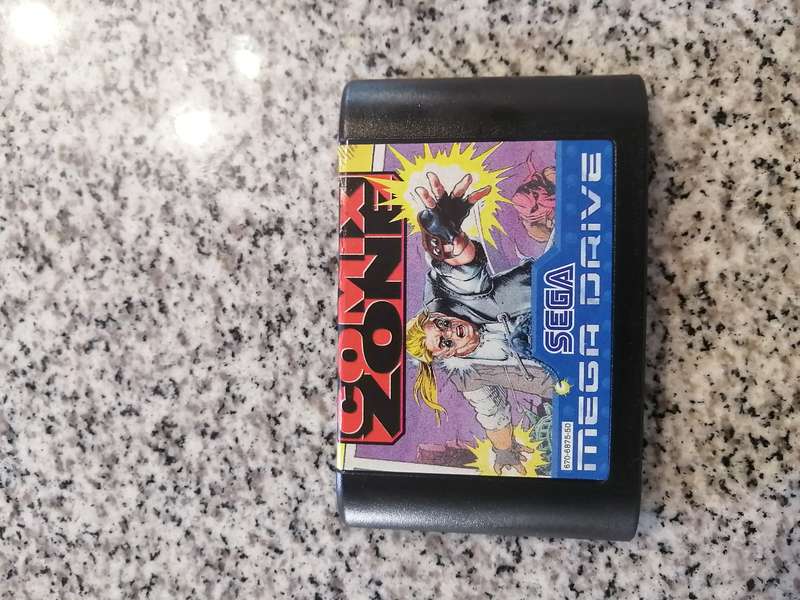 COMIX
ZONE
SEGA
670-6875-50
MEGA DRIVE